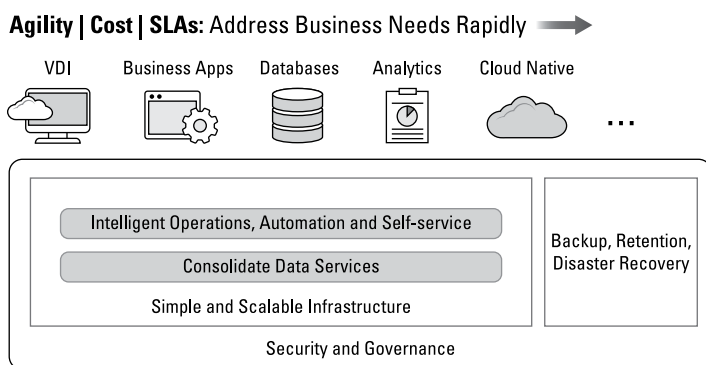 Agility | Cost | SLAs: Address Business Needs Rapidly
VDI
Business Apps
Databases
Analytics
Cloud Native
...
Intelligent Operations, Automation and Self-service
Consolidate Data Services
Simple and Scalable Infrastructure
Backup, Retention,
Disaster Recovery
Security and Governance